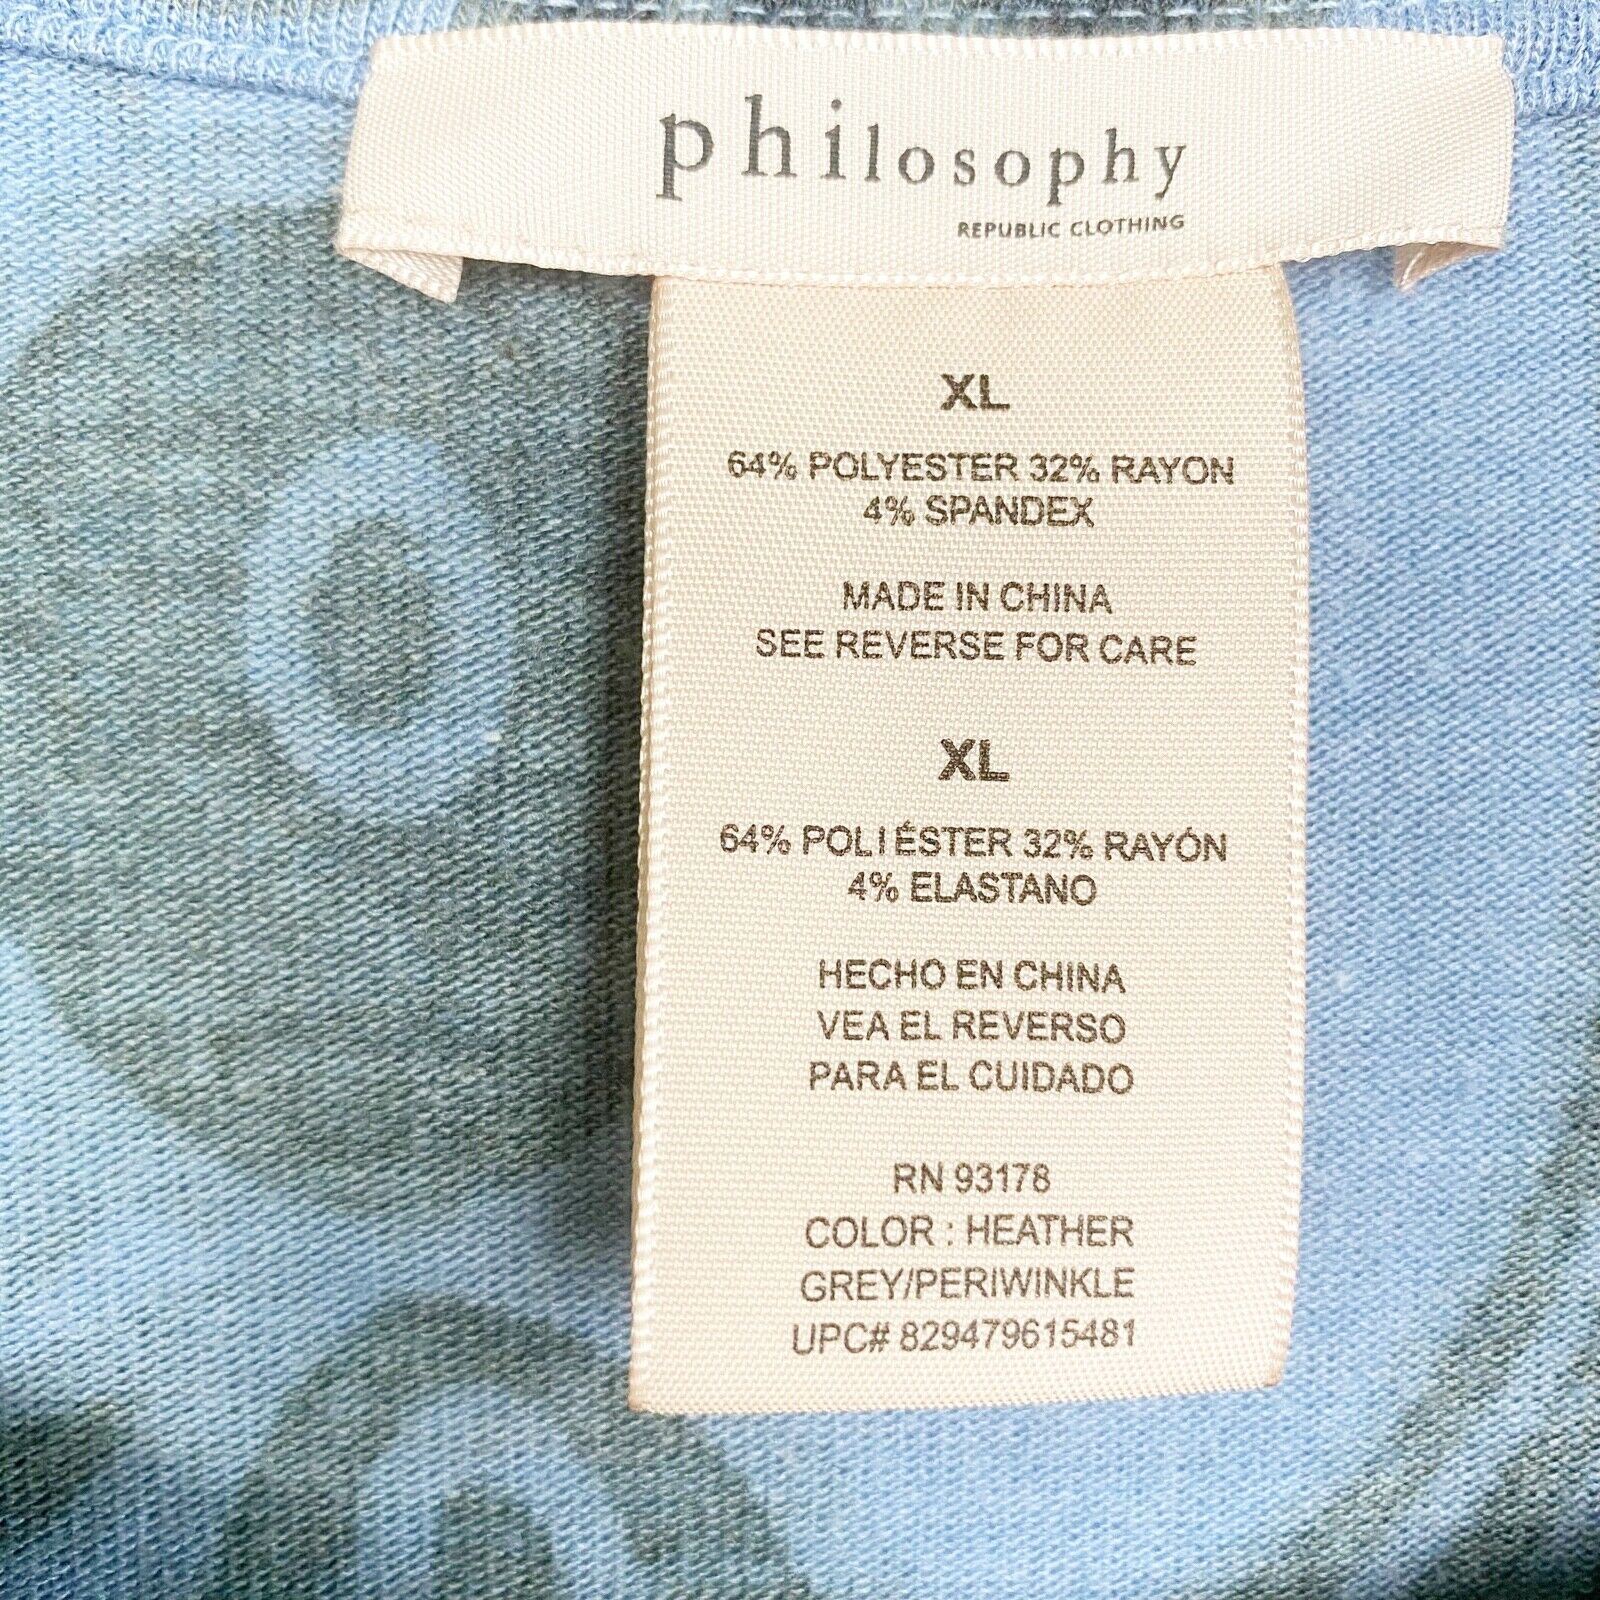 philosophy
REPUBLIC CLOTHING
XL
64% POLYESTER 32% RAYON
4% SPANDEX
MADE IN CHINA
SEE REVERSE FOR CARE
XL
64% POLIÉSTER 32% RAYÓN
4% ELASTANO
HECHO EN CHINA
VEA EL REVERSO
PARA EL CUIDADO
RN 93178
COLOR : HEATHER
GREY/PERIWINKLE
UPC# 829479615481